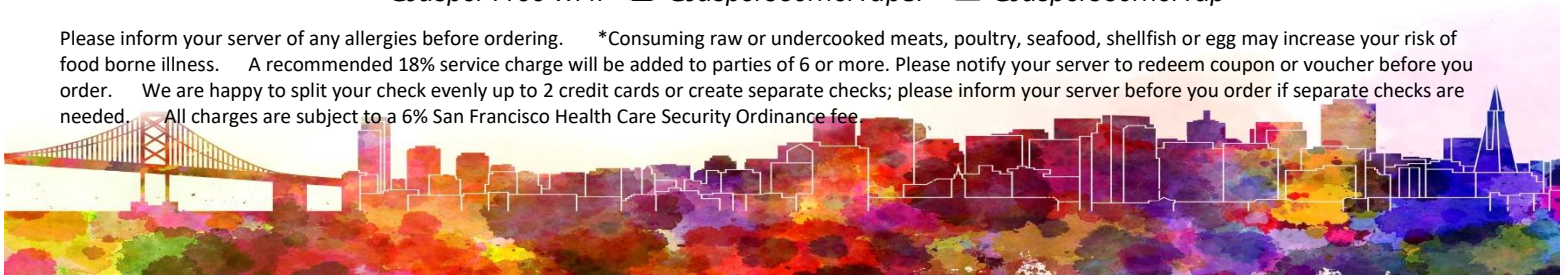 Please inform your server of any allergies before ordering. *Consuming raw or undercooked meats, poultry, seafood, shellfish or egg may increase your risk of
food borne illness. A recommended 18% service charge will be added to parties of 6 or more. Please notify your server to redeem coupon or voucher before you
order. We are happy to split your check evenly up to 2 credit cards or create separate checks; please inform your server before you order if separate checks are
needed. All charges are subject to a 6% San Francisco Health Care Security Ordinance fee.